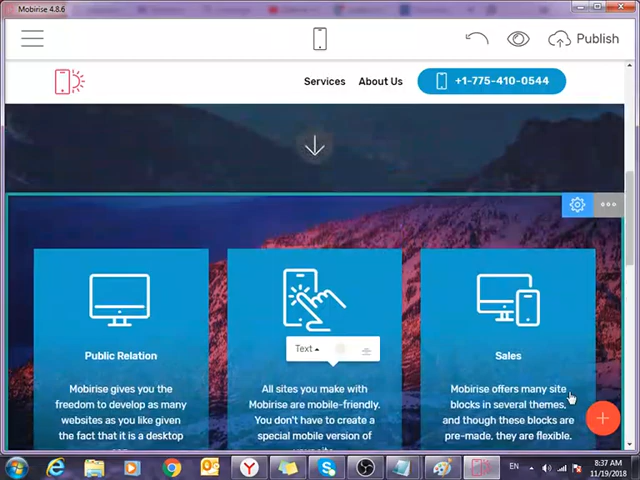 Mobirise 4.8.6
Publish
Services
About Us
+1-775-410-0544
Public Relation
Text
Sales
Mobirise gives you the
freedom to develop as many
websites as you like given
the fact that it is a desktop
All sites you make with
Mobirise are mobile-friendly.
You don't have to create a
special mobile version of
Mobirise offers many site
blocks in several themes,
and though these blocks are
pre-made, they are flexible.
EN
8:37 AM
11/19/2018